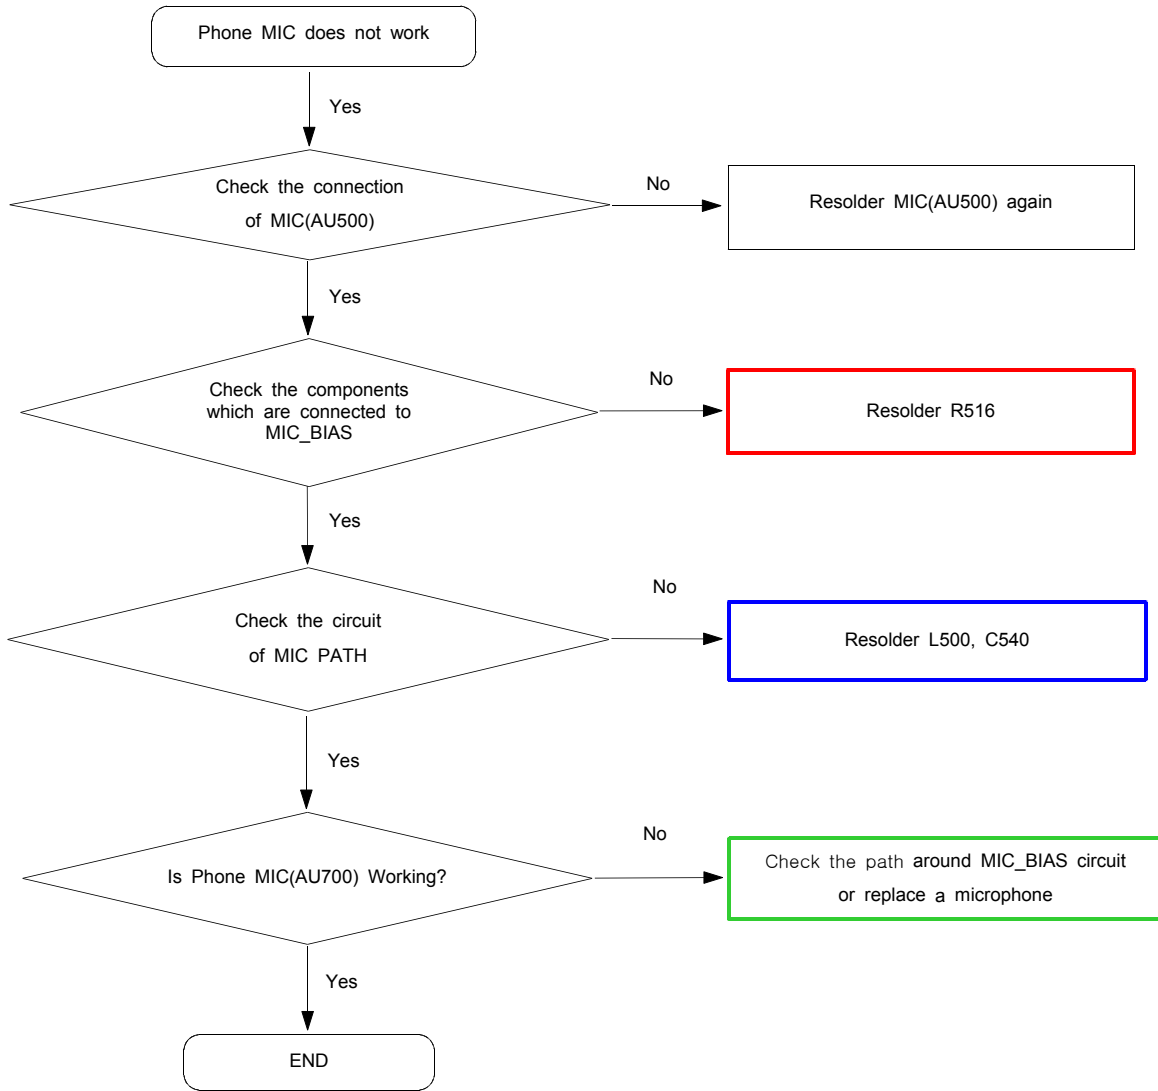 Phone MIC does not work
Yes
Check the connection
of MIC(AU500)
No
Resolder MIC(AU500) again
Yes
Check the components
which are connected to
MIC_BIAS
No
Resolder R516
Yes
Check the circuit
of MIC PATH
No
Resolder L500, C540
Yes
Is Phone MIC(AU700) Working?
No
Check the path around MIC_BIAS circuit
or replace a microphone
Yes
END